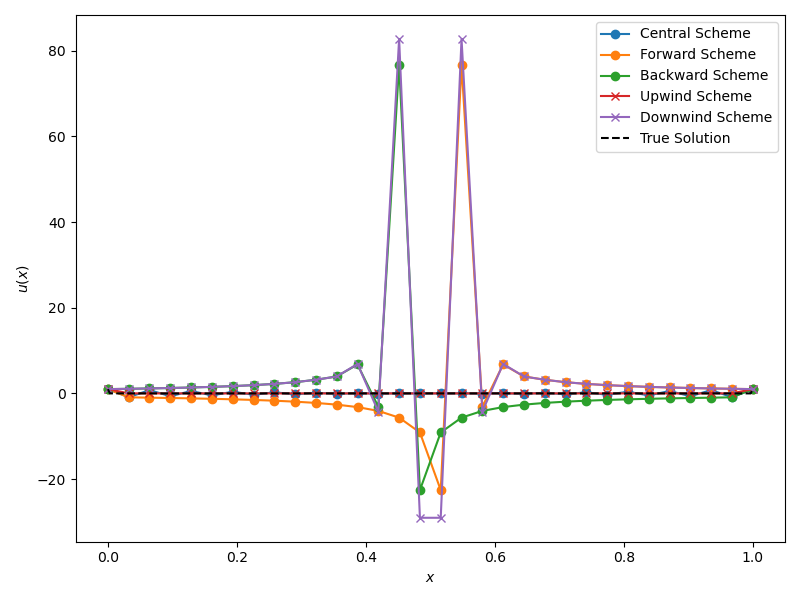 Central Scheme
Forward Scheme
Backward Scheme
Upwind Scheme
Downwind Scheme
True Solution
80
60
40
20
0
−20
u(x)
0.0 0.2 0.4 0.6 0.8 1.0
x